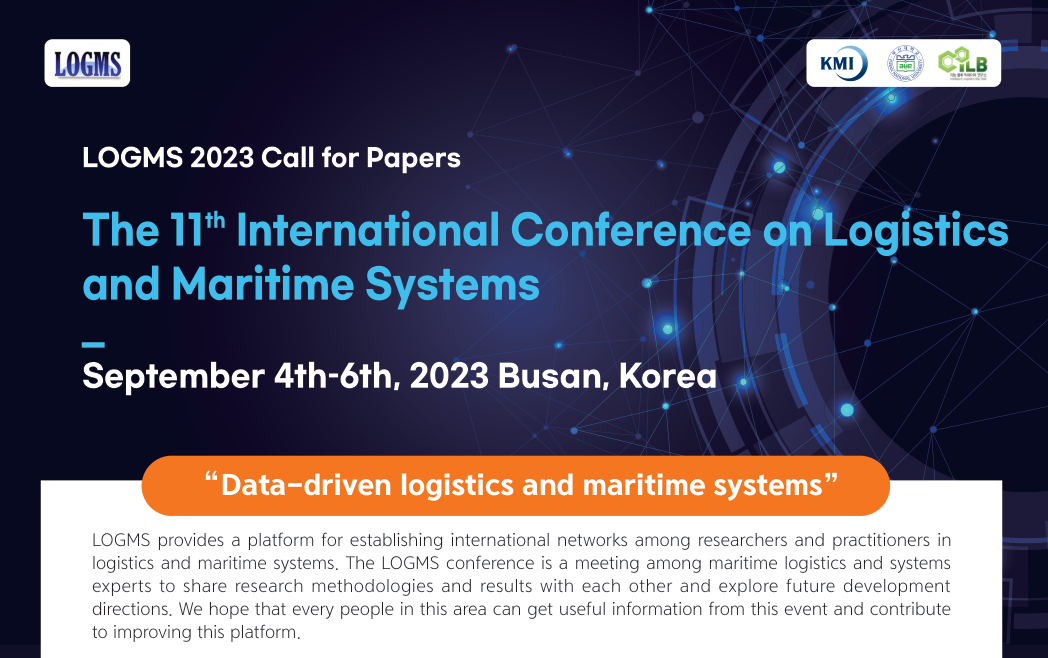 LOGMS
KMI
ILB
LOGMS 2023 Call for Papers
The 11th International Conference on Logistics
and Maritime Systems
September 4th-6th, 2023 Busan, Korea
“Data-driven logistics and maritime systems”
LOGMS provides a platform for establishing international networks among researchers and practitioners in
logistics and maritime systems. The LOGMS conference is a meeting among maritime logistics and systems
experts to share research methodologies and results with each other and explore future development
directions. We hope that every people in this area can get useful information from this event and contribute
to improving this platform.